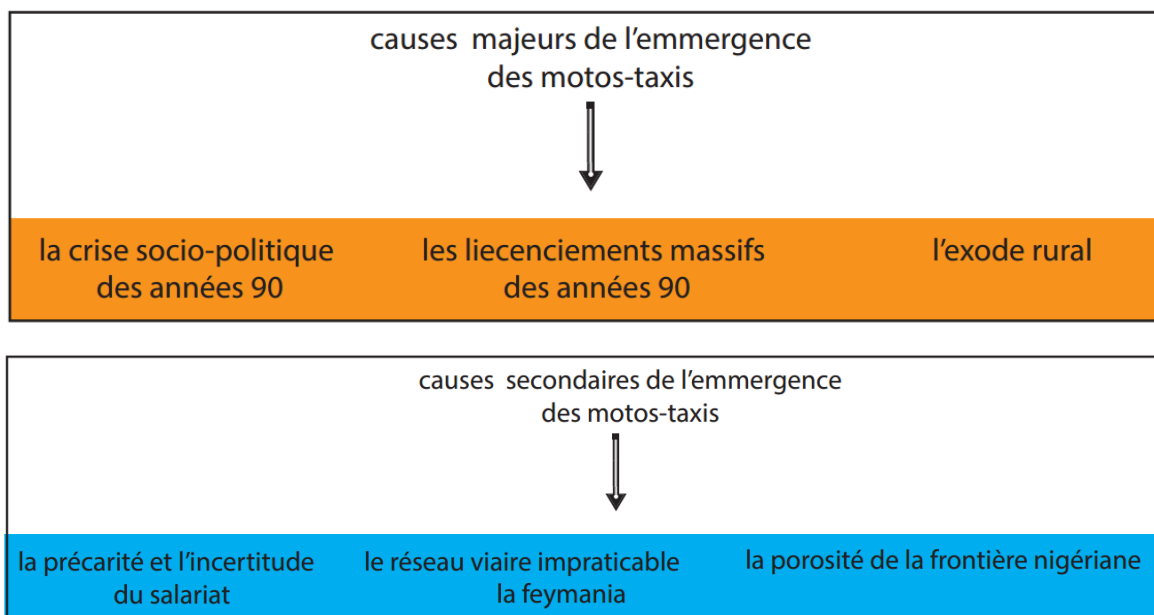 causes majeurs de l'emmergence
des motos-taxis
la crise socio-politique
des années 90
les liecenciements massifs
des années 90
l'exode rural
causes secondaires de l'emmergence
des motos-taxis
la précarité et l'incertitude
du salariat
le réseau viaire impraticable
la feymania
la porosité de la frontière nigériane